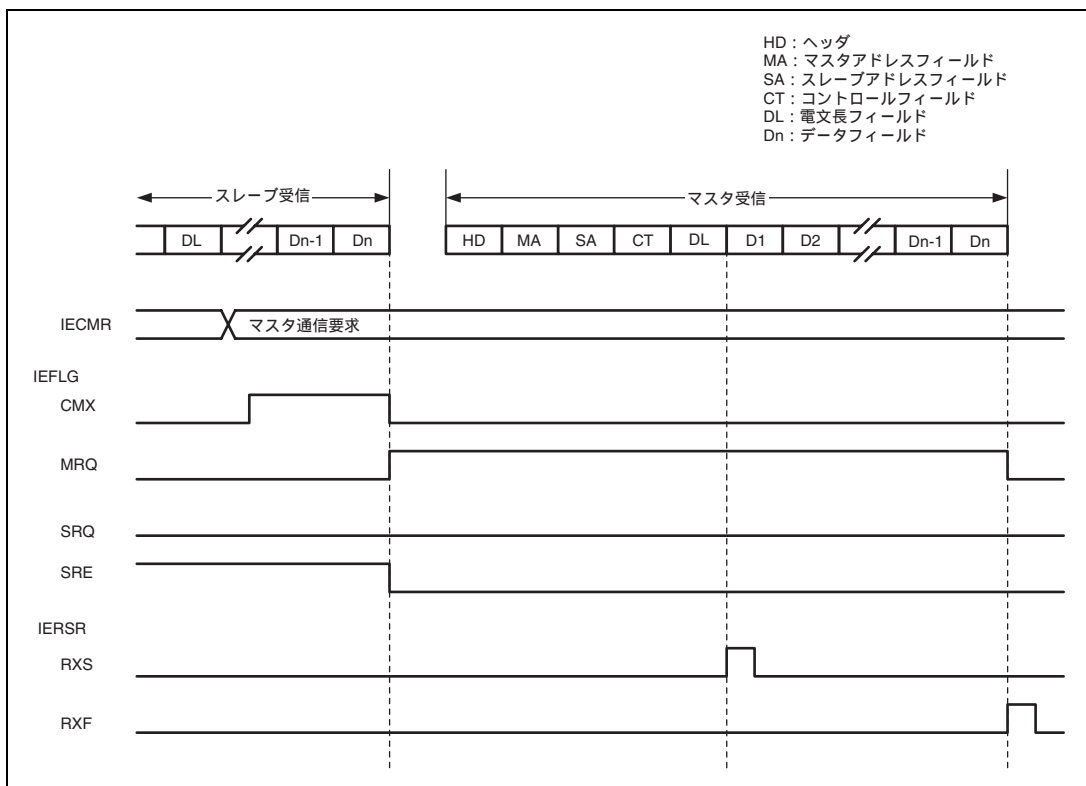 HD：ヘッダ
MA：マスタアドレスフィールド
SA：スレーブアドレスフィールド
CT：コントロールフィールド
DL：電文長フィールド
Dn：データフィールド
スレーブ受信 マスタ受信
DL Dn-1 Dn HD MA SA CT DL D1 D2 Dn-1 Dn
IECMR マスタ通信要求
IEFLG
CMX
MRQ
SRQ
SRE
IERSR
RXS
RXF